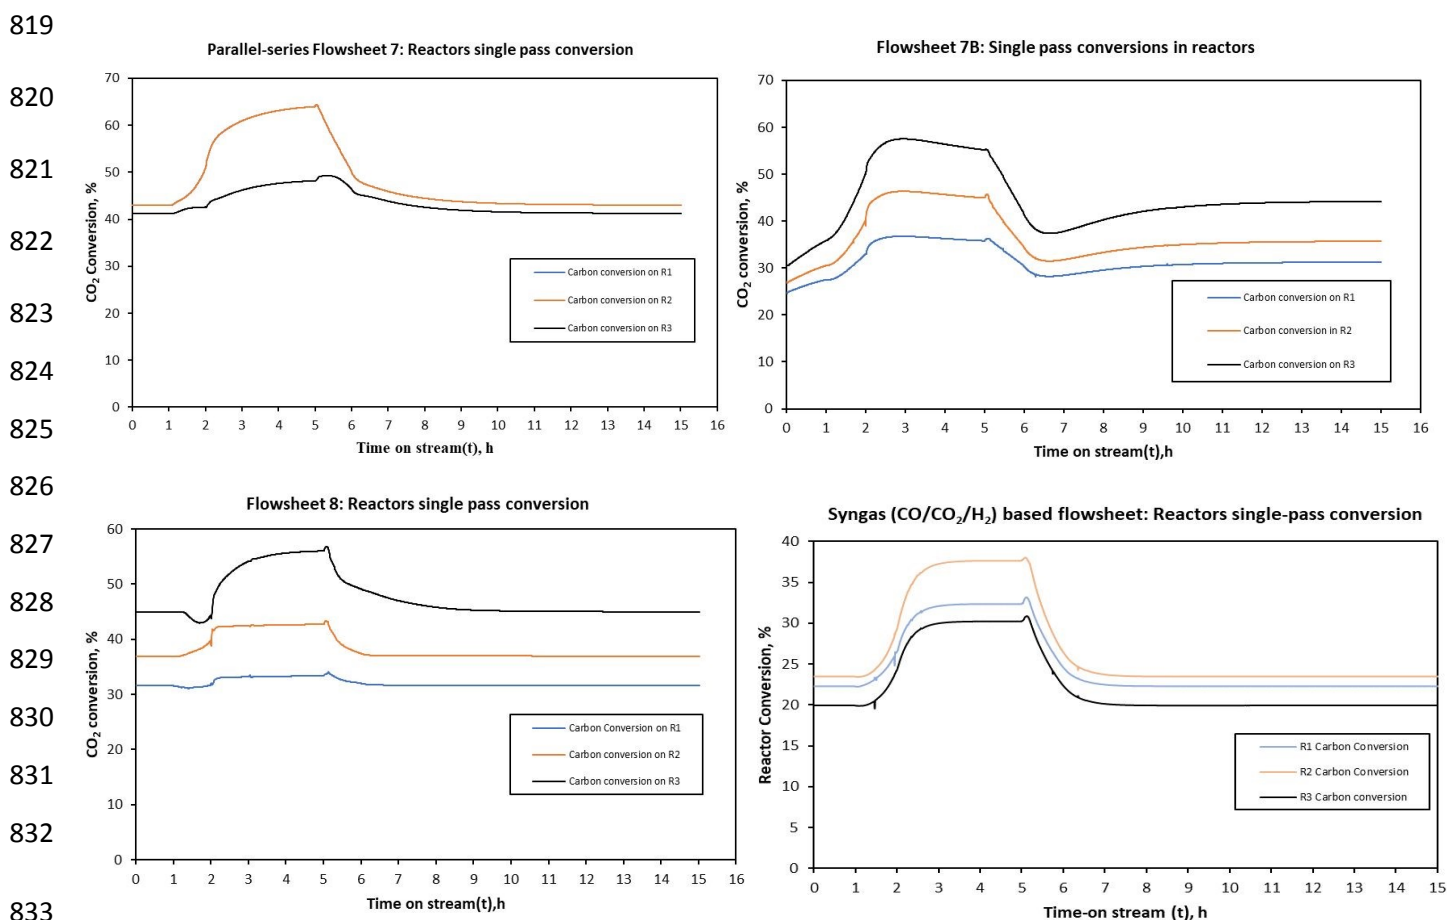 819
820
821
822
823
824
825
826
827
828
829
830
831
832
833
Parallel-series Flowsheet 7: Reactors single pass conversion
70
60
50
40
30
20
10
0
CO₂ Conversion, %
Carbon conversion on R1
Carbon conversion on R2
Carbon conversion on R3
0 1 2 3 4 5 6 7 8 9 10 11 12 13 14 15 16
Time on stream(t), h
Flowsheet 7B: Single pass conversions in reactors
70
60
50
40
30
20
10
0
CO₂ conversion, %
Carbon conversion on R1
Carbon conversion in R2
Carbon conversion on R3
0 1 2 3 4 5 6 7 8 9 10 11 12 13 14 15 16
Time on stream(t),h
Flowsheet 8: Reactors single pass conversion
60
50
40
30
20
10
0
CO₂ conversion, %
Carbon Conversion on R1
Carbon conversion on R2
Carbon conversion on R3
0 1 2 3 4 5 6 7 8 9 10 11 12 13 14 15 16
Time on stream(t),h
Syngas (CO/CO₂/H₂) based flowsheet: Reactors single-pass conversion
40
35
30
25
20
15
10
5
0
Reactor Conversion, %
R1 Carbon Conversion
R2 Carbon Conversion
R3 Carbon conversion
0 1 2 3 4 5 6 7 8 9 10 11 12 13 14 15
Time-on stream (t), h